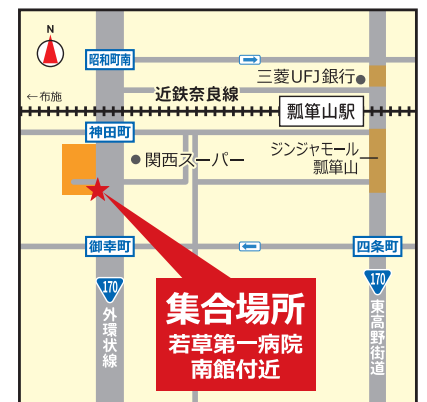 N
昭和町南
三菱UFJ銀行
近鉄奈良線
←布施
瓢箪山駅
神田町
関西スーパー
ジンジャモール
瓢箪山
御幸町
四条町
170
外環状線
170
東高野街道
集合場所
若草第一病院
南館付近